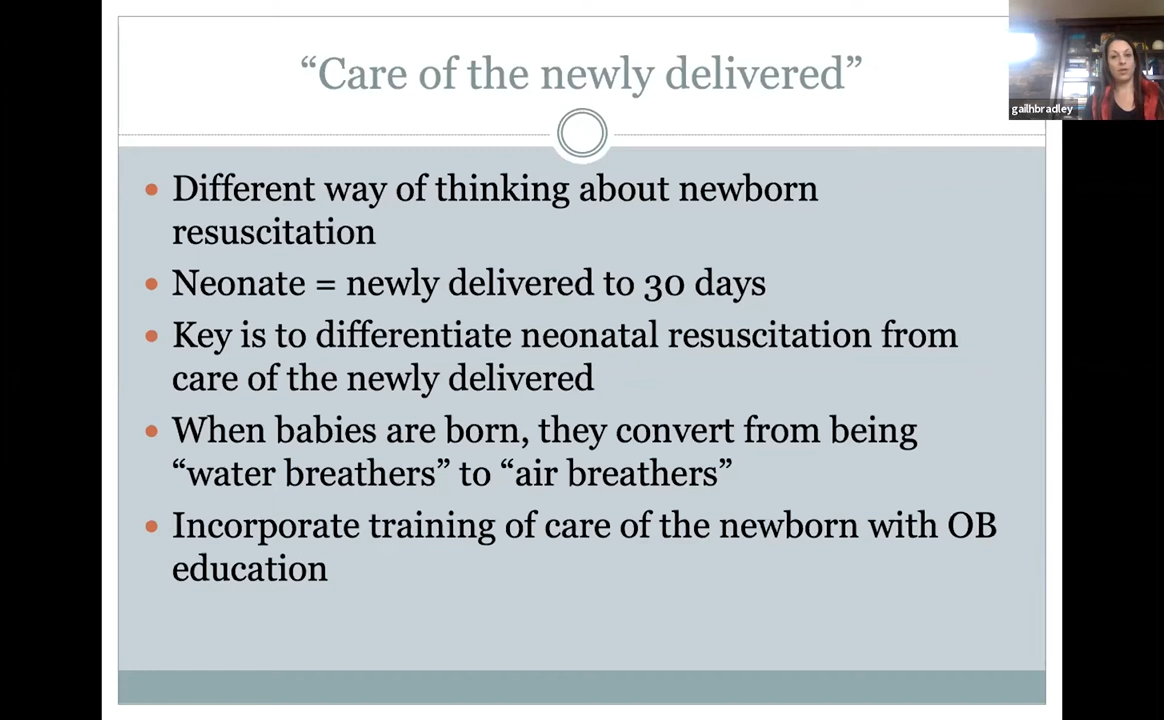 “Care of the newly delivered”
gailhbradley
• Different way of thinking about newborn
resuscitation
• Neonate = newly delivered to 30 days
• Key is to differentiate neonatal resuscitation from
care of the newly delivered
• When babies are born, they convert from being
“water breathers” to “air breathers”
• Incorporate training of care of the newborn with OB
education